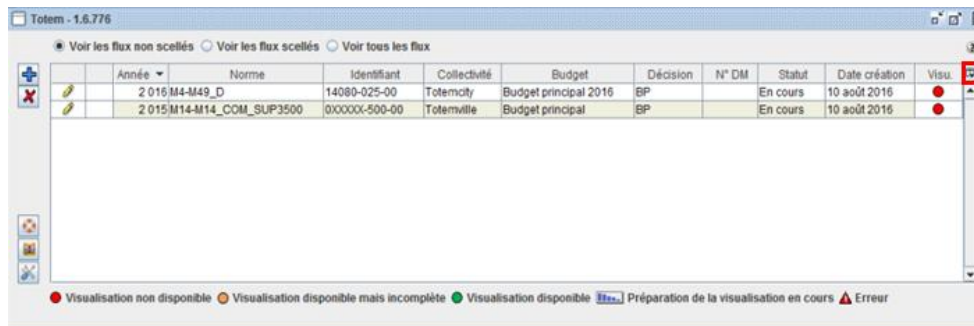 Totem - 1.6.776
Voir les flux non scellés Voir les flux scellés Voir tous les flux
Année Norme Identifiant Collectivité Budget Décision N° DM Statut Date création Visu.
2 016 M4-M49_D 14080-025-00 Totemcity Budget principal 2016 BP En cours 10 août 2016
2 015 M14-M14_COM_SUP3500 0XXXXX-500-00 Totemville Budget principal BP En cours 10 août 2016
Visualisation non disponible Visualisation disponible mais incomplète Visualisation disponible Préparation de la visualisation en cours Erreur